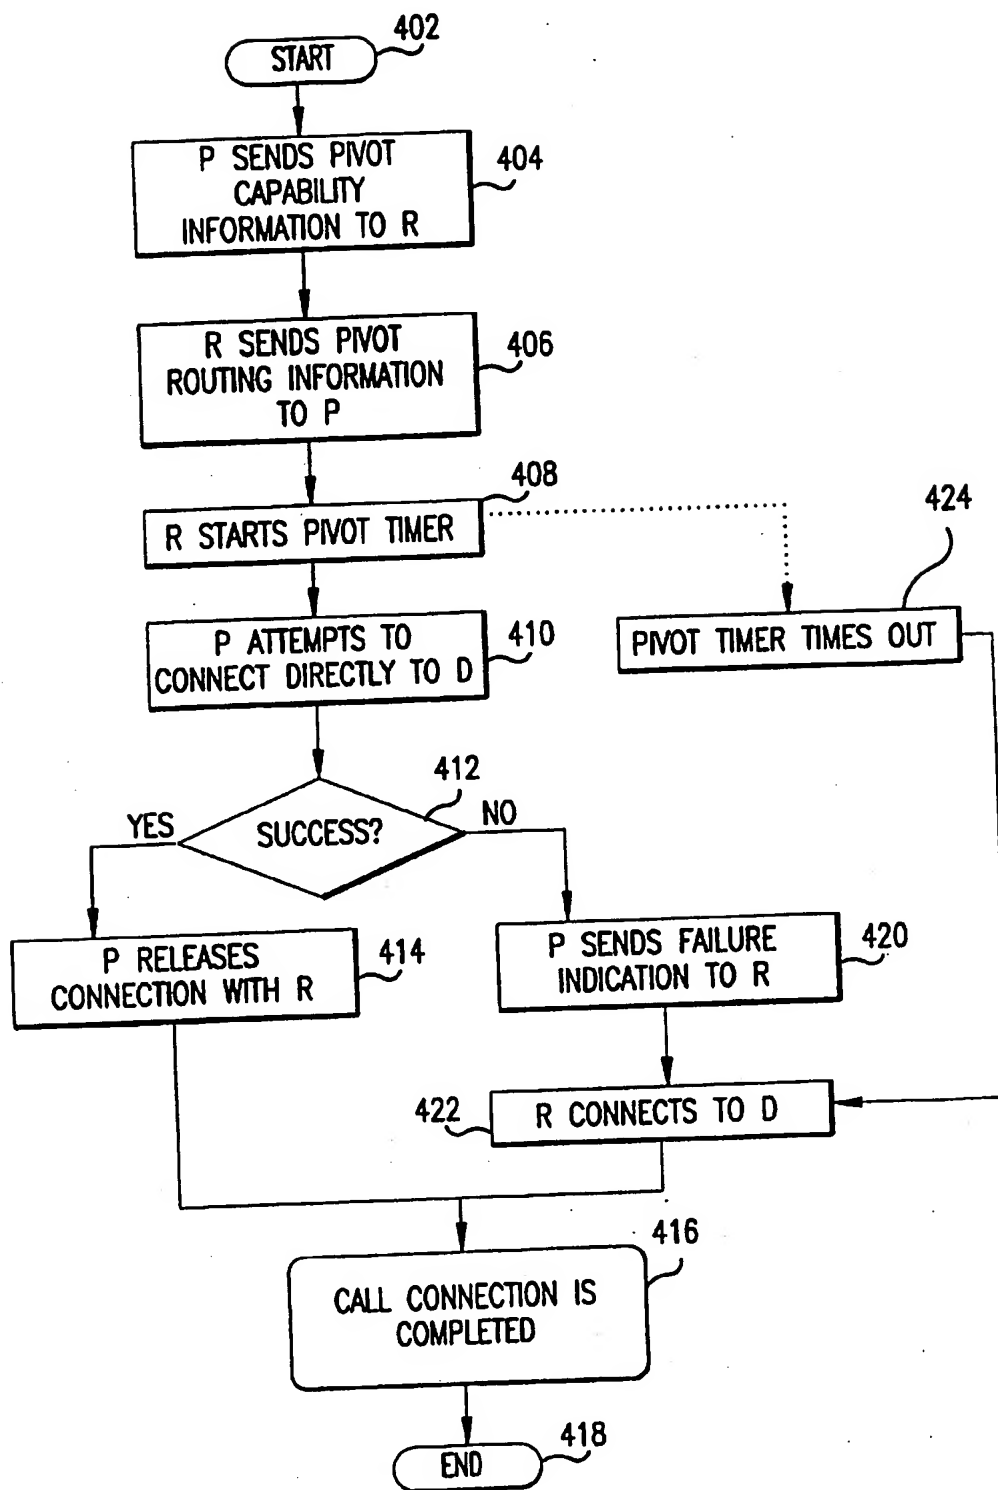 402
START
P SENDS PIVOT
CAPABILITY
INFORMATION TO R
404
R SENDS PIVOT
ROUTING INFORMATION
TO P
406
408
R STARTS PIVOT TIMER
424
P ATTEMPTS TO
CONNECT DIRECTLY TO D
410
PIVOT TIMER TIMES OUT
412
YES
SUCCESS?
NO
P RELEASES
CONNECTION WITH R
414
P SENDS FAILURE
INDICATION TO R
420
422
R CONNECTS TO D
416
CALL CONNECTION IS
COMPLETED
418
END